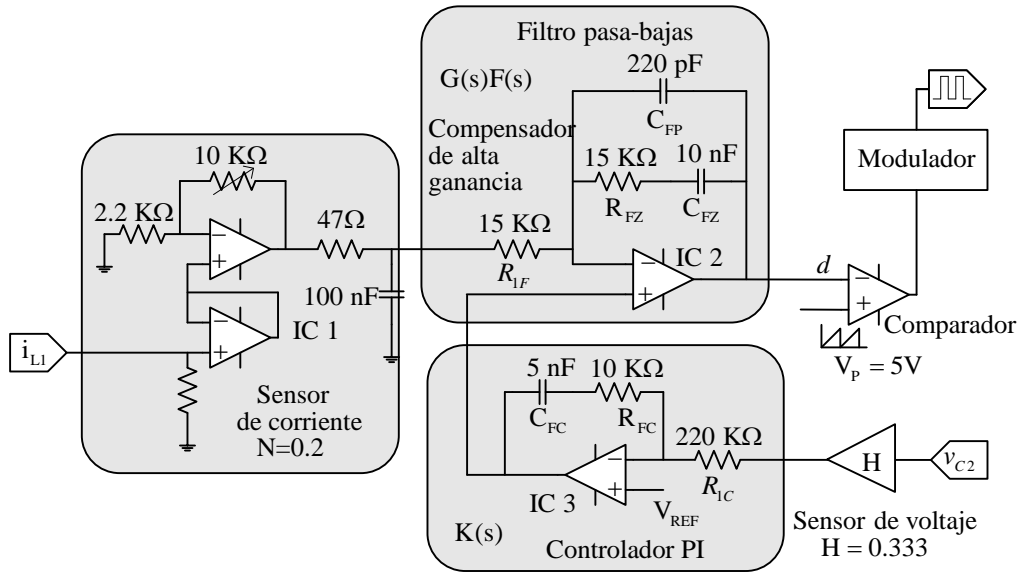 Filtro pasa-bajas
220 pF
G(s)F(s)
C_FP
Compensador
de alta
ganancia
15 KΩ
10 nF
R_FZ
C_FZ
Modulador
10 KΩ
2.2 KΩ
−
+
47Ω
15 KΩ
R_1F
−
+
IC 2
d
−
+
Comparador
V_P = 5V
100 nF
−
+
IC 1
i_L1
Sensor
de corriente
N=0.2
5 nF
10 KΩ
C_FC
R_FC
220 KΩ
−
+
R_1C
H
v_C2
IC 3
V_REF
K(s)
Controlador PI
Sensor de voltaje
H = 0.333